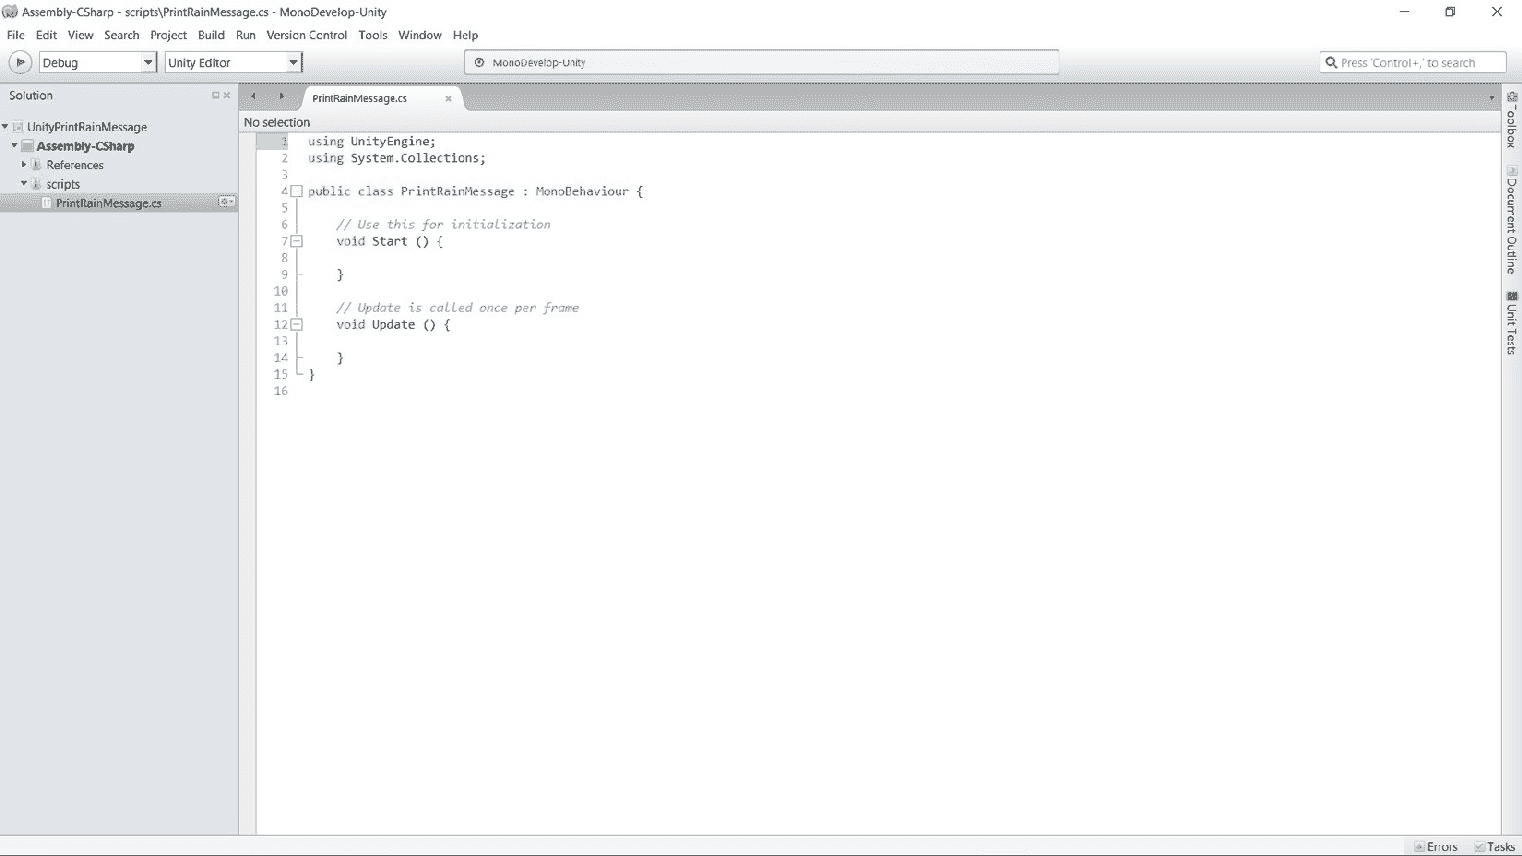 Assembly-CSharp - scripts\PrintRainMessage.cs - MonoDevelop-Unity
File Edit View Search Project Build Run Version Control Tools Window Help
Debug Unity Editor MonoDevelop-Unity Press 'Control+,' to search
Solution
PrintRainMessage.cs
No selection
UnityPrintRainMessage
Assembly-CSharp
References
scripts
PrintRainMessage.cs
1 using UnityEngine;
2 using System.Collections;
3
4 public class PrintRainMessage : MonoBehaviour {
5
6 // Use this for initialization
7 void Start () {
8
9 }
10
11 // Update is called once per frame
12 void Update () {
13
14 }
15 }
16
Toolbox
Document Outline
Unit Tests
Errors Tasks